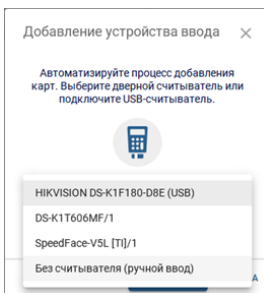 Добавление устройства ввода
Автоматизируйте процесс добавления
карт. Выберите дверной считыватель или
подключите USB-считыватель.
HIKVISION DS-K1F180-D8E (USB)
DS-K1T606MF/1
SpeedFace-V5L [TI]/1
Без считывателя (ручной ввод)
А